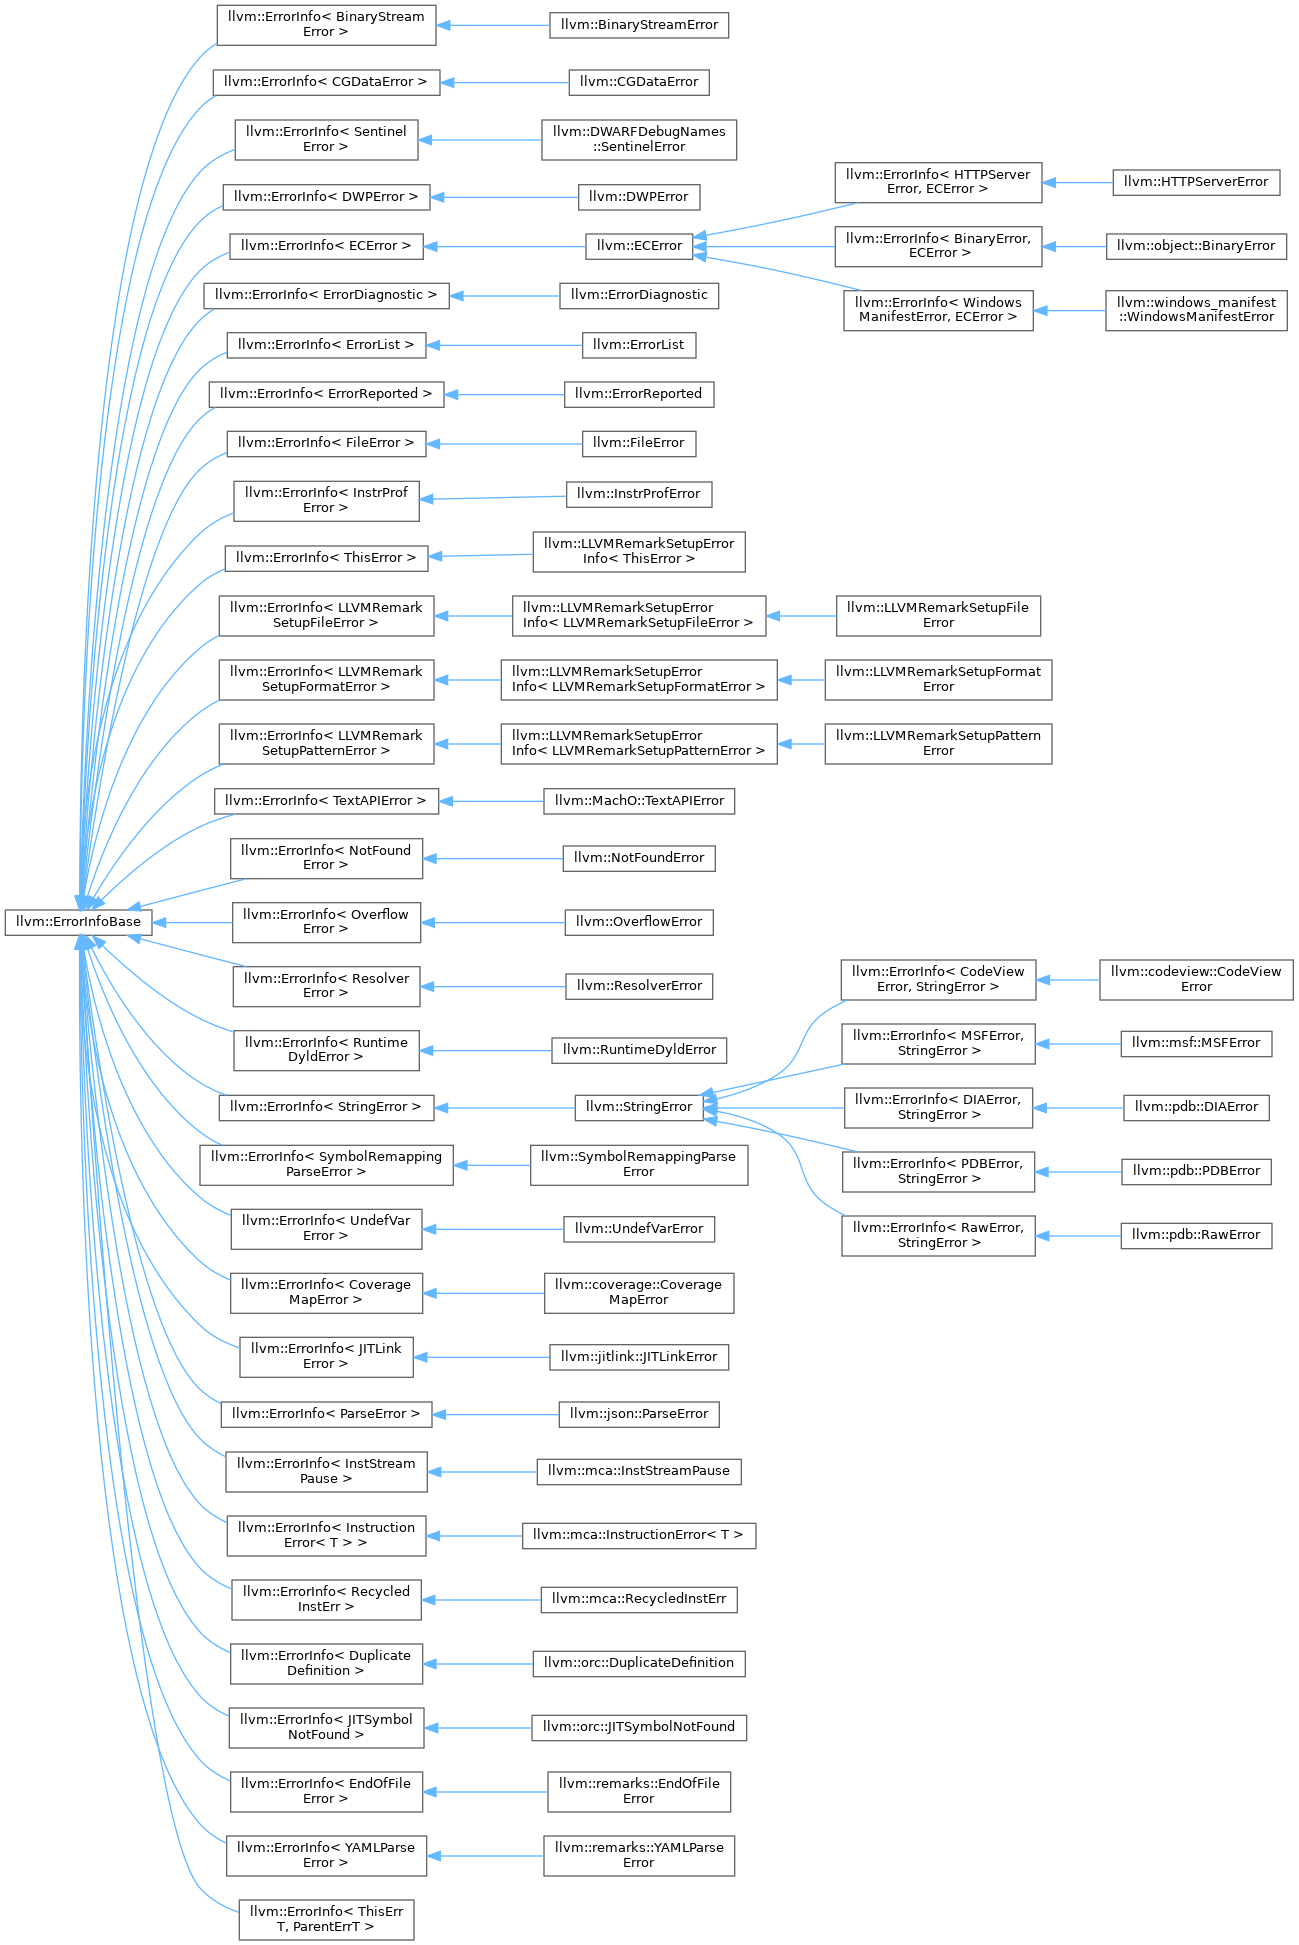 llvm::ErrorInfo< BinaryStream
Error >
llvm::BinaryStreamError
llvm::ErrorInfo< CGDataError >
llvm::CGDataError
llvm::ErrorInfo< Sentinel
Error >
llvm::DWARFDebugNames
::SentinelError
llvm::ErrorInfo< HTTPServer
Error, ECError >
llvm::HTTPServerError
llvm::ErrorInfo< DWPError >
llvm::DWPError
llvm::ErrorInfo< ECError >
llvm::ECError
llvm::ErrorInfo< BinaryError,
ECError >
llvm::object::BinaryError
llvm::ErrorInfo< ErrorDiagnostic >
llvm::ErrorDiagnostic
llvm::ErrorInfo< Windows
ManifestError, ECError >
llvm::windows_manifest
::WindowsManifestError
llvm::ErrorInfo< ErrorList >
llvm::ErrorList
llvm::ErrorInfo< ErrorReported >
llvm::ErrorReported
llvm::ErrorInfo< FileError >
llvm::FileError
llvm::ErrorInfo< InstrProf
Error >
llvm::InstrProfError
llvm::ErrorInfo< ThisError >
llvm::LLVMRemarkSetupError
Info< ThisError >
llvm::ErrorInfo< LLVMRemark
SetupFileError >
llvm::LLVMRemarkSetupError
Info< LLVMRemarkSetupFileError >
llvm::LLVMRemarkSetupFile
Error
llvm::ErrorInfo< LLVMRemark
SetupFormatError >
llvm::LLVMRemarkSetupError
Info< LLVMRemarkSetupFormatError >
llvm::LLVMRemarkSetupFormat
Error
llvm::ErrorInfo< LLVMRemark
SetupPatternError >
llvm::LLVMRemarkSetupError
Info< LLVMRemarkSetupPatternError >
llvm::LLVMRemarkSetupPattern
Error
llvm::ErrorInfo< TextAPIError >
llvm::MachO::TextAPIError
llvm::ErrorInfo< NotFound
Error >
llvm::NotFoundError
llvm::ErrorInfoBase
llvm::ErrorInfo< Overflow
Error >
llvm::OverflowError
llvm::ErrorInfo< Resolver
Error >
llvm::ResolverError
llvm::ErrorInfo< CodeView
Error, StringError >
llvm::codeview::CodeView
Error
llvm::ErrorInfo< Runtime
DyldError >
llvm::RuntimeDyldError
llvm::ErrorInfo< MSFError,
StringError >
llvm::msf::MSFError
llvm::ErrorInfo< StringError >
llvm::StringError
llvm::ErrorInfo< DIAError,
StringError >
llvm::pdb::DIAError
llvm::ErrorInfo< SymbolRemapping
ParseError >
llvm::SymbolRemappingParse
Error
llvm::ErrorInfo< PDBError,
StringError >
llvm::pdb::PDBError
llvm::ErrorInfo< UndefVar
Error >
llvm::UndefVarError
llvm::ErrorInfo< RawError,
StringError >
llvm::pdb::RawError
llvm::ErrorInfo< Coverage
MapError >
llvm::coverage::Coverage
MapError
llvm::ErrorInfo< JITLink
Error >
llvm::jitlink::JITLinkError
llvm::ErrorInfo< ParseError >
llvm::json::ParseError
llvm::ErrorInfo< InstStream
Pause >
llvm::mca::InstStreamPause
llvm::ErrorInfo< Instruction
Error< T > >
llvm::mca::InstructionError< T >
llvm::ErrorInfo< Recycled
InstErr >
llvm::mca::RecycledInstErr
llvm::ErrorInfo< Duplicate
Definition >
llvm::orc::DuplicateDefinition
llvm::ErrorInfo< JITSymbol
NotFound >
llvm::orc::JITSymbolNotFound
llvm::ErrorInfo< EndOfFile
Error >
llvm::remarks::EndOfFile
Error
llvm::ErrorInfo< YAMLParse
Error >
llvm::remarks::YAMLParse
Error
llvm::ErrorInfo< ThisErr
T, ParentErrT >